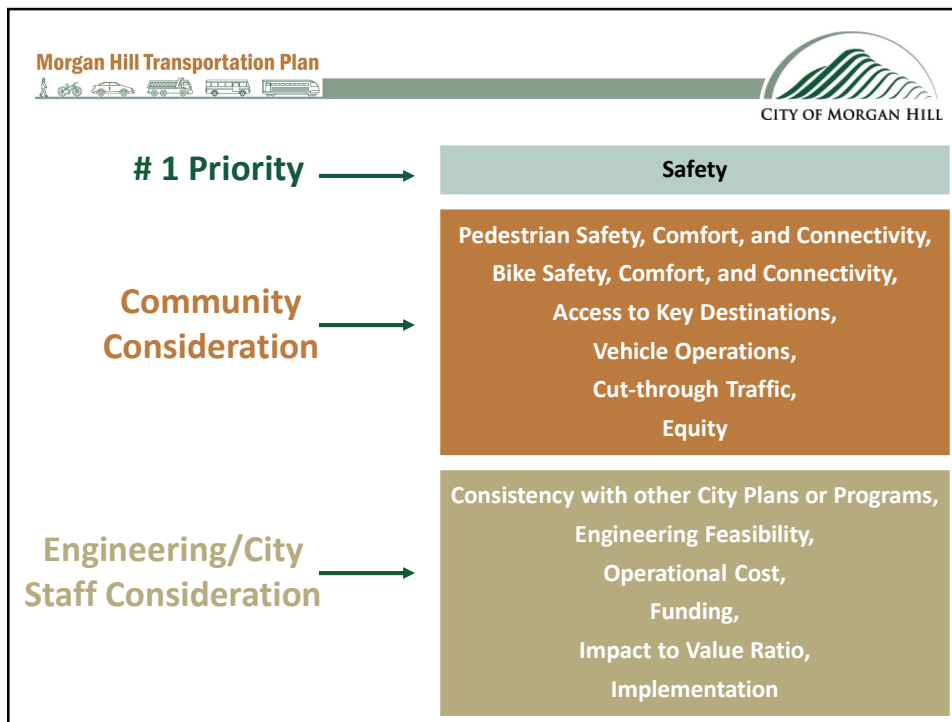 Morgan Hill Transportation Plan
CITY OF MORGAN HILL
# 1 Priority
Safety
Community
Consideration
Pedestrian Safety, Comfort, and Connectivity,
Bike Safety, Comfort, and Connectivity,
Access to Key Destinations,
Vehicle Operations,
Cut-through Traffic,
Equity
Engineering/City
Staff Consideration
Consistency with other City Plans or Programs,
Engineering Feasibility,
Operational Cost,
Funding,
Impact to Value Ratio,
Implementation